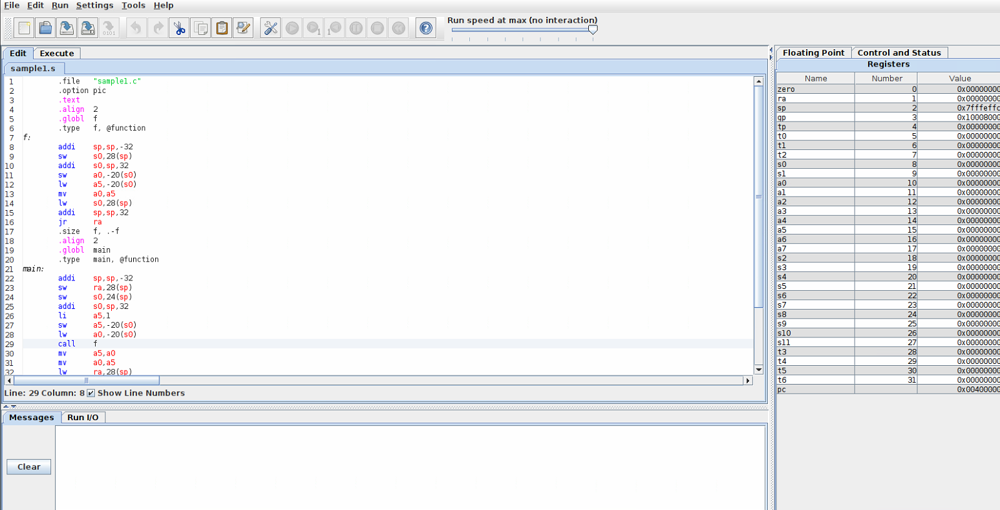 File Edit Run Settings Tools Help
Run speed at max (no interaction)
Edit Execute
sample1.s
1 .file "sample1.c"
2 .option pic
3 .text
4 .align 2
5 .globl f
6 .type f, @function
7 f:
8 addi sp,sp,-32
9 sw s0,28(sp)
10 addi s0,sp,32
11 sw a0,-20(s0)
12 lw a5,-20(s0)
13 mv a0,a5
14 lw s0,28(sp)
15 addi sp,sp,32
16 jr ra
17 .size f, .-f
18 .align 2
19 .globl main
20 .type main, @function
21 main:
22 addi sp,sp,-32
23 sw ra,28(sp)
24 sw s0,24(sp)
25 addi s0,sp,32
26 li a5,1
27 sw a5,-20(s0)
28 lw a0,-20(s0)
29 call f
30 mv a5,a0
31 mv a0,a5
32 lw ra,28(sp)
Line: 29 Column: 8 Show Line Numbers
Messages Run I/O
Clear
Floating Point Control and Status
Registers
Name Number Value
zero 0 0x00000000
ra 1 0x00000000
sp 2 0x7fffeffc
gp 3 0x10008000
tp 4 0x00000000
t0 5 0x00000000
t1 6 0x00000000
t2 7 0x00000000
s0 8 0x00000000
s1 9 0x00000000
a0 10 0x00000000
a1 11 0x00000000
a2 12 0x00000000
a3 13 0x00000000
a4 14 0x00000000
a5 15 0x00000000
a6 16 0x00000000
a7 17 0x00000000
s2 18 0x00000000
s3 19 0x00000000
s4 20 0x00000000
s5 21 0x00000000
s6 22 0x00000000
s7 23 0x00000000
s8 24 0x00000000
s9 25 0x00000000
s10 26 0x00000000
s11 27 0x00000000
t3 28 0x00000000
t4 29 0x00000000
t5 30 0x00000000
t6 31 0x00000000
pc 0x00400000